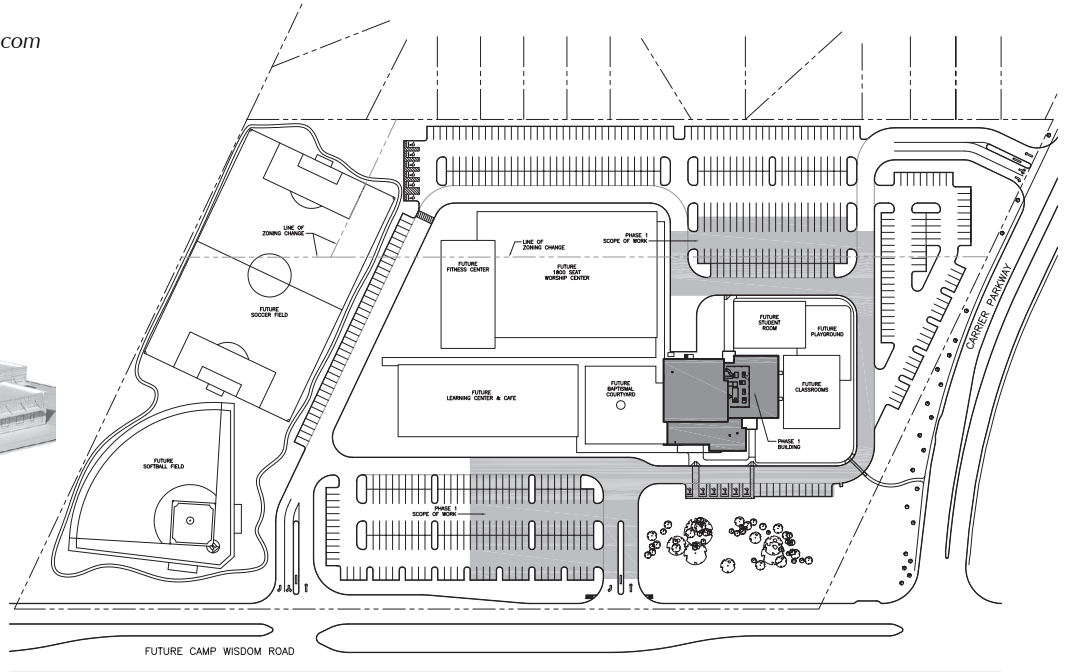 com
LINE OF
ZONING CHANGE
FUTURE
SOCCER FIELD
FUTURE
SOFTBALL FIELD
FUTURE
FITNESS CENTER
LINE OF
ZONING CHANGE
FUTURE
1800 SEAT
WORSHIP CENTER
PHASE 1
SCOPE OF WORK
FUTURE
STUDENT
ROOM
FUTURE
PLAYGROUND
FUTURE
LEARNING CENTER & CAFE
FUTURE
BAPTISMAL
COURTYARD
FUTURE
CLASSROOMS
PHASE 1
BUILDING
PHASE 1
SCOPE OF WORK
CARRIER PARKWAY
FUTURE CAMP WISDOM ROAD